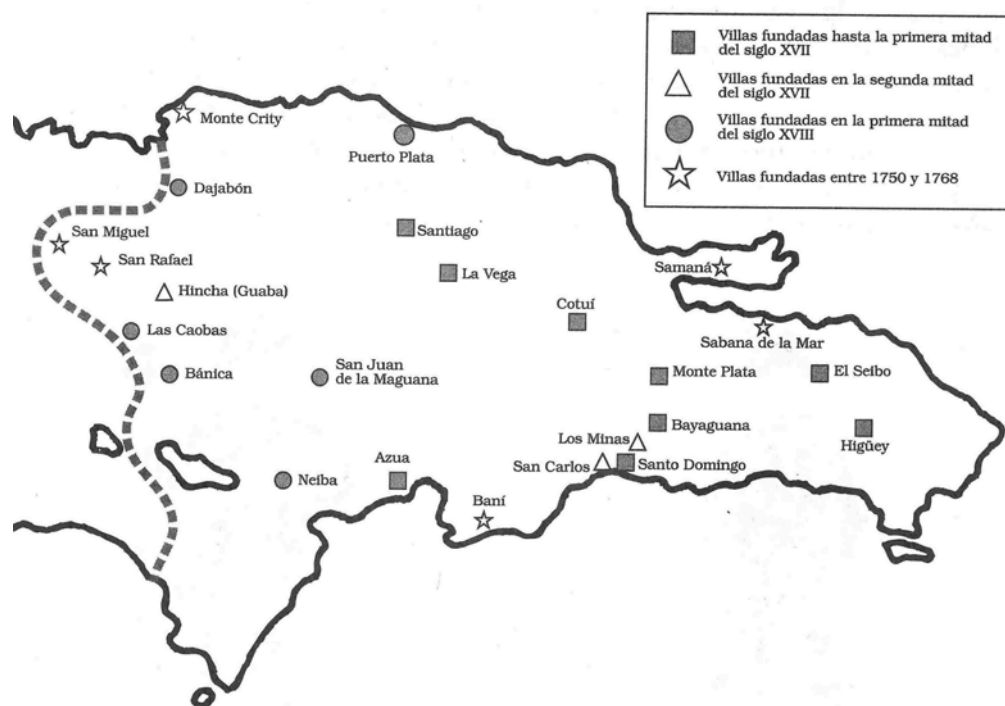 Villas fundadas hasta la primera mitad
del siglo XVII
Villas fundadas en la segunda mitad
del siglo XVII
Villas fundadas en la primera mitad
del siglo XVIII
Villas fundadas entre 1750 y 1768
Monte Crity
Puerto Plata
Dajabón
San Miguel
Santiago
San Rafael
La Vega
Samaná
Hincha (Guaba)
Cotuí
Las Caobas
Sabana de la Mar
Bánica
San Juan
de la Maguana
Monte Plata
El Seibo
Bayaguana
Los Minas
Higüey
Azua
San Carlos
Santo Domingo
Neiba
Baní